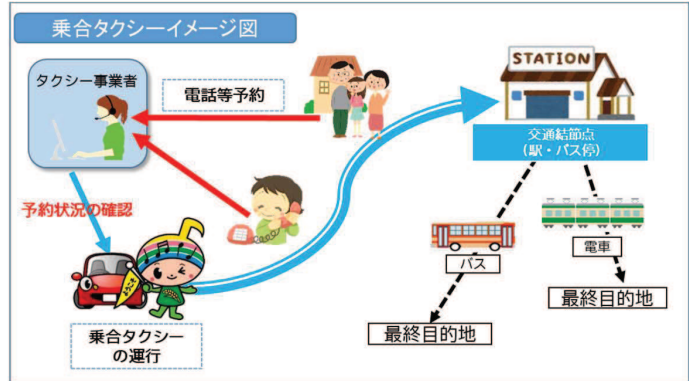 乗合タクシーイメージ図
タクシー事業者
電話等予約
STATION
交通結節点
(駅・バス停)
予約状況の確認
バス
電車
最終目的地
最終目的地
乗合タクシー
の運行